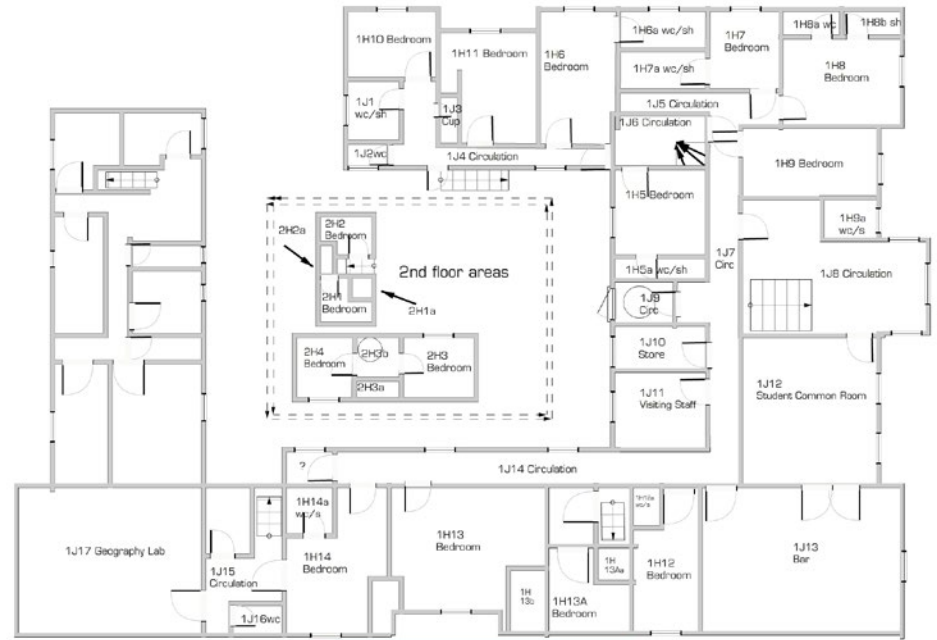 1H10 Bedroom
1H11 Bedroom
1H6
Bedroom
1H6a wc/sh
1H7
Bedroom
1H7a wc/sh
1H8a wc
1H8b sh
1H8
Bedroom
1J1
wc/sh
1J3
Cup
1J2wc
1J4 Circulation
1J5 Circulation
1J6 Circulation
1H9 Bedroom
1H5 Bedroom
1H9a
wc/s
1H5a wc/sh
1J7
Circ
1J8 Circulation
1J9
Circ
2H2
Bedroom
2H2a
2nd floor areas
2H1
Bedroom
2H1a
2H4
Bedroom
2H3b
2H3
Bedroom
2H3a
1J10
Store
1J11
Visiting Staff
1J12
Student Common Room
?
1J14 Circulation
1H14a
wc/s
1J17 Geography Lab
1J15
Circulation
1J16wc
1H14
Bedroom
1H13
Bedroom
1H
13b
1H
13Aa
1H13A
Bedroom
1H12
Bedroom
1J13
Bar